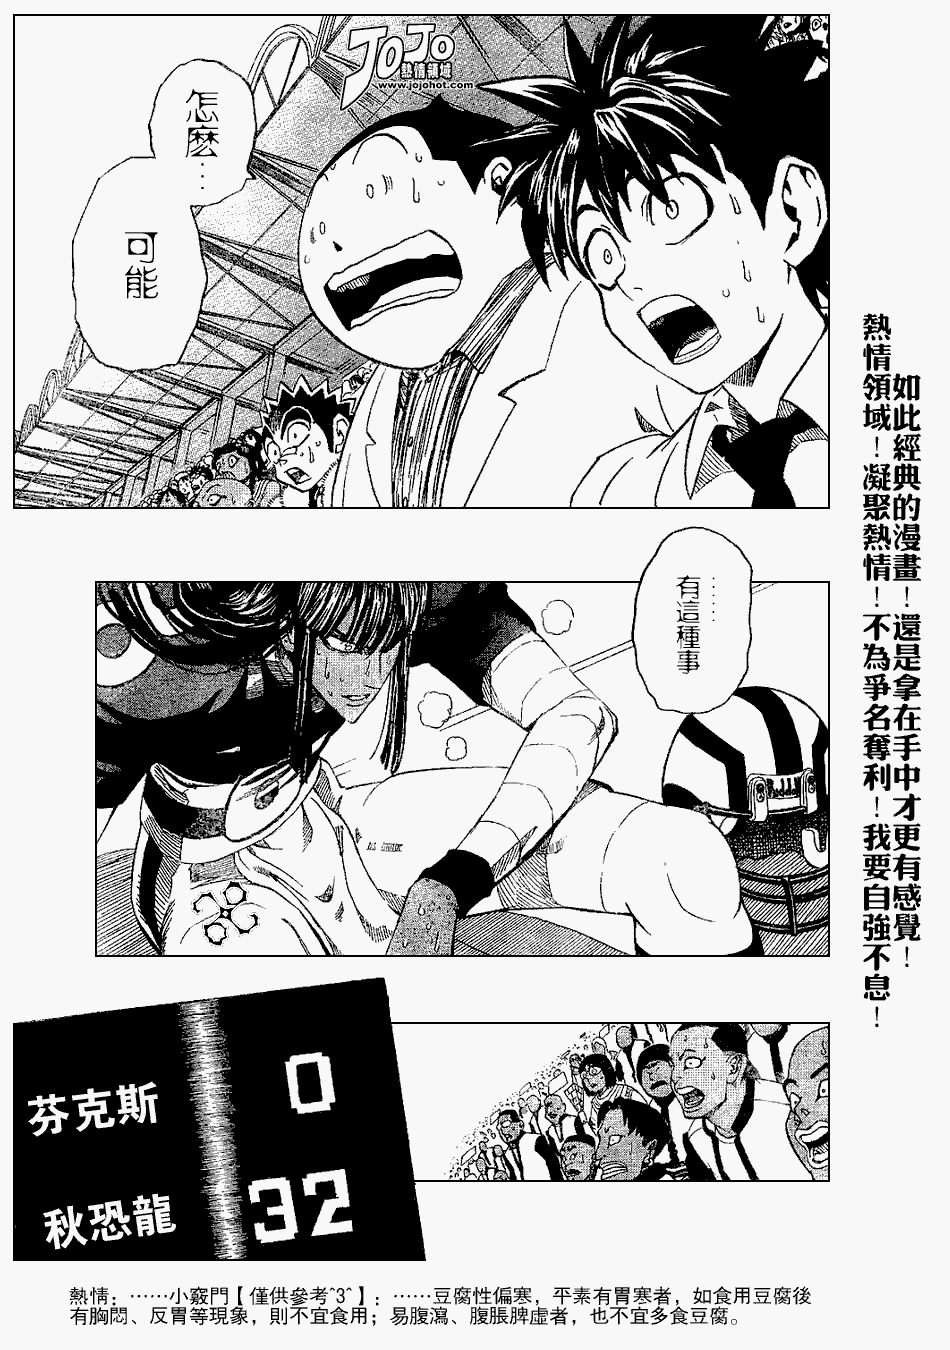 JOJO
熱情領域
www.jojohot.com
怎麽…
可能
……
有這種事
Riddell
芬克斯 0
秋恐龍 32
如此經典的漫畫！還是拿在手中才更有感覺！
熱情領域！凝聚熱情！不為爭名奪利！我要自強不息！
熱情：……小竅門【僅供參考^3^】：……豆腐性偏寒，平素有胃寒者，如食用豆腐後
有胸悶、反胃等現象，則不宜食用；易腹瀉、腹脹脾虛者，也不宜多食豆腐。